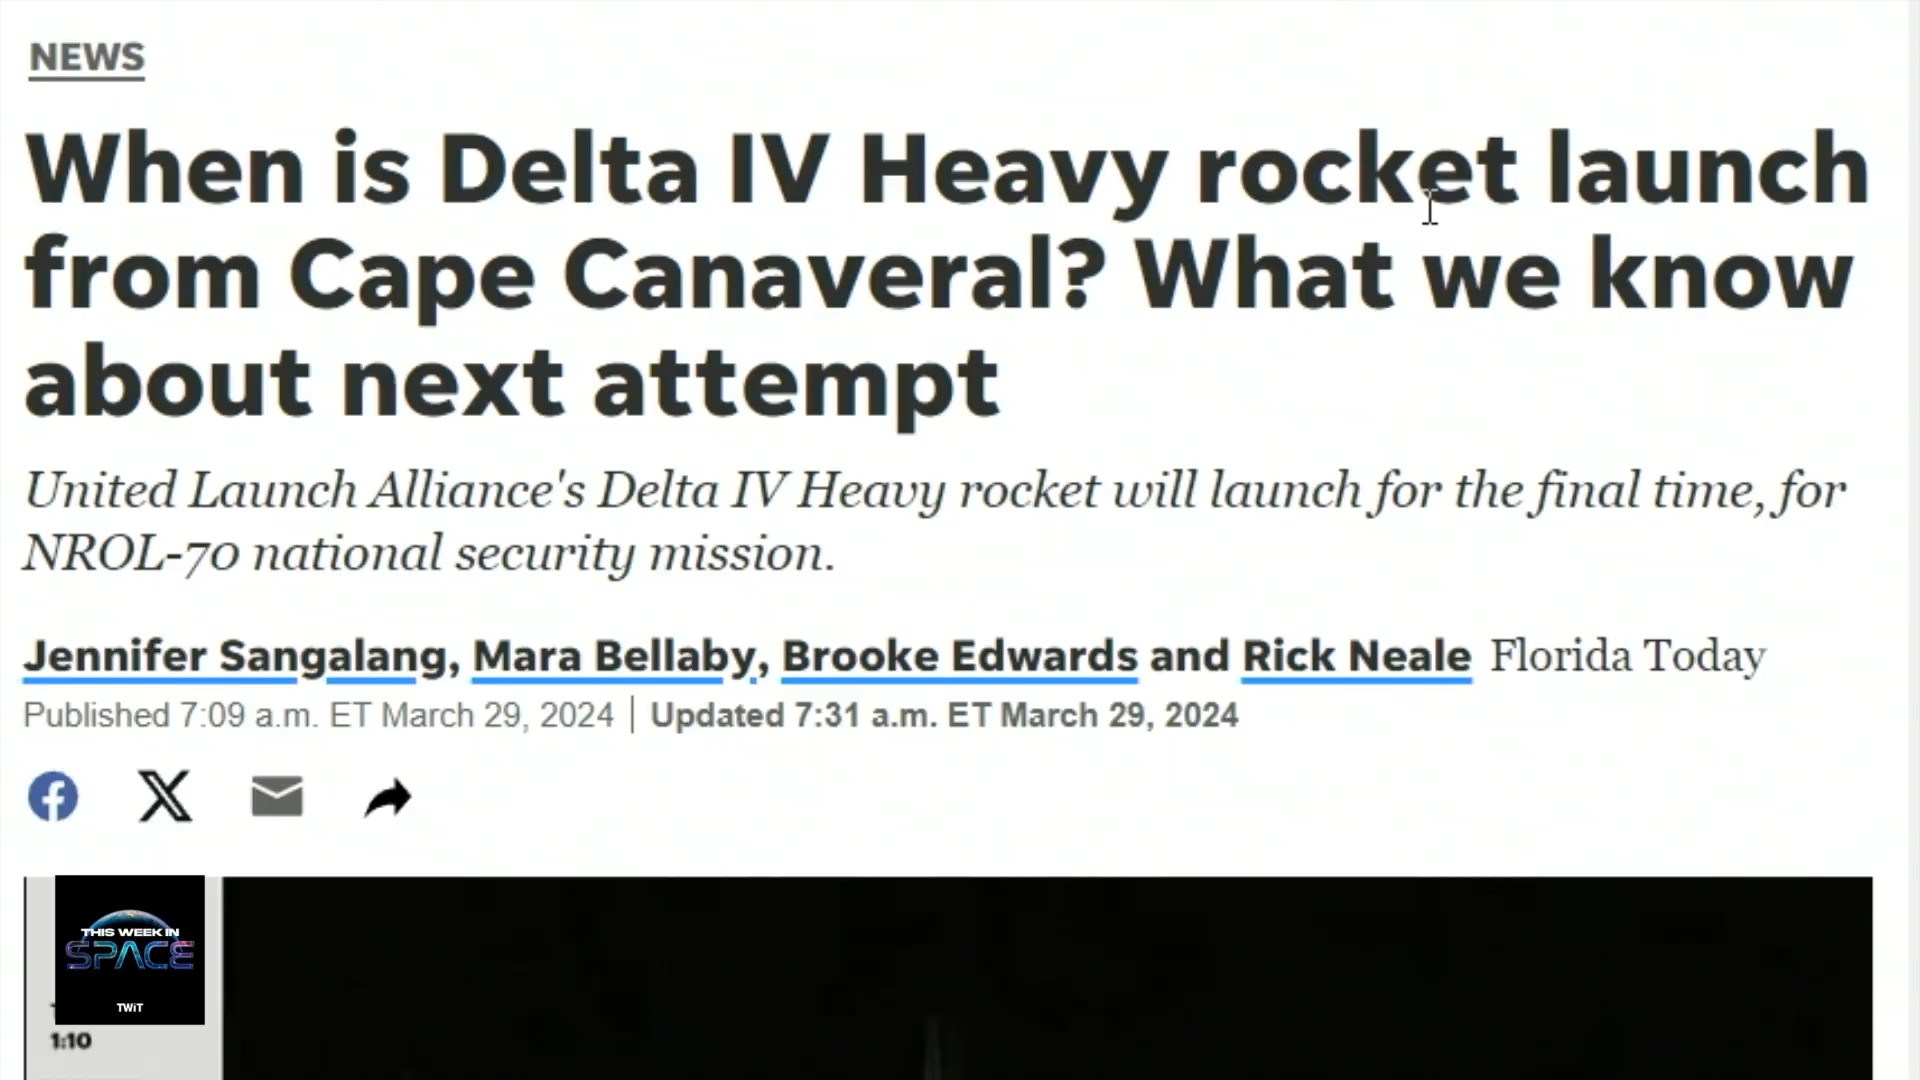 NEWS
When is Delta IV Heavy rocket launch
from Cape Canaveral? What we know
about next attempt
United Launch Alliance's Delta IV Heavy rocket will launch for the final time, for
NROL-70 national security mission.
Jennifer Sangalang, Mara Bellaby, Brooke Edwards and Rick Neale Florida Today
Published 7:09 a.m. ET March 29, 2024 | Updated 7:31 a.m. ET March 29, 2024
THIS WEEK IN
SPACE
TWiT
1:10